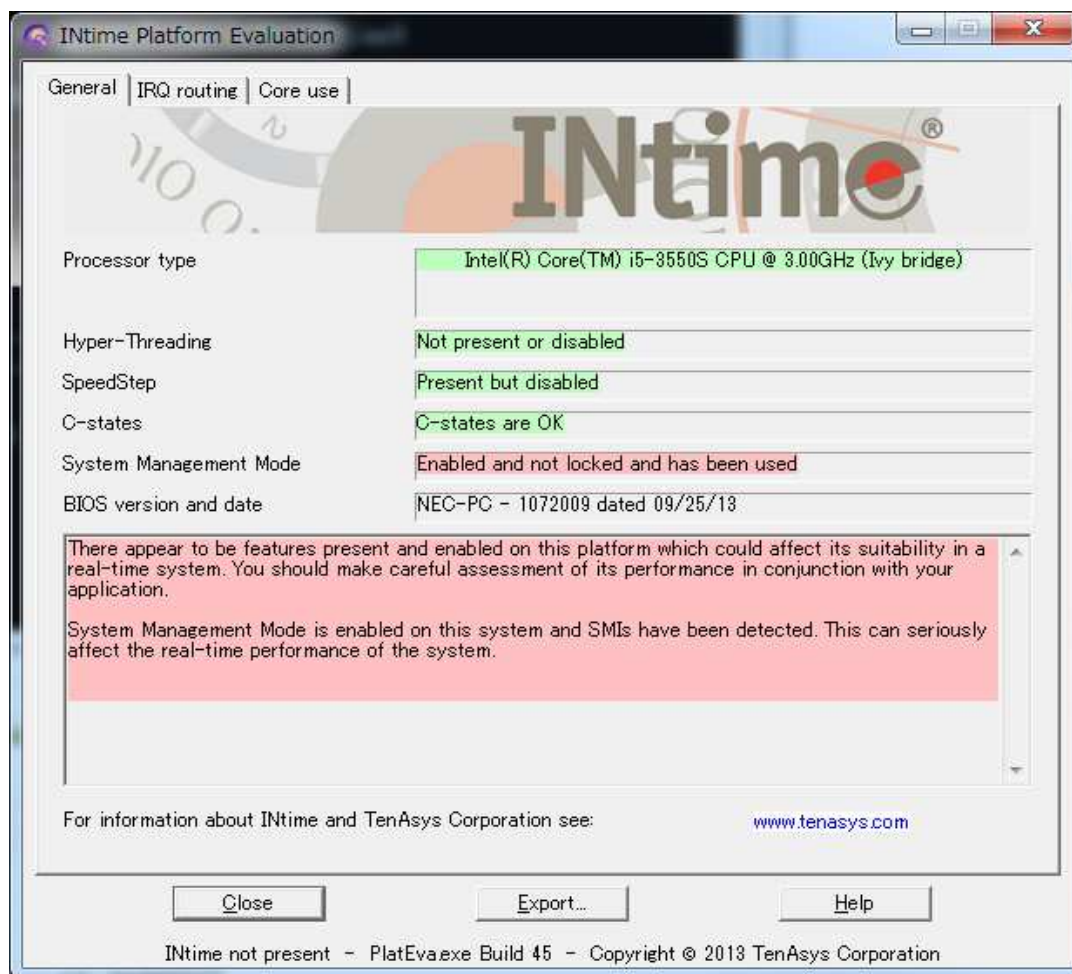 INtime Platform Evaluation
General IRQ routing Core use
INtime®
Processor type Intel(R) Core(TM) i5-3550S CPU @ 3.00GHz (Ivy bridge)
Hyper-Threading Not present or disabled
SpeedStep Present but disabled
C-states C-states are OK
System Management Mode Enabled and not locked and has been used
BIOS version and date NEC-PC - 1072009 dated 09/25/13
There appear to be features present and enabled on this platform which could affect its suitability in a
real-time system. You should make careful assessment of its performance in conjunction with your
application.
System Management Mode is enabled on this system and SMIs have been detected. This can seriously
affect the real-time performance of the system.
For information about INtime and TenAsys Corporation see: www.tenasys.com
Close Export... Help
INtime not present - PlatEva.exe Build 45 - Copyright © 2013 TenAsys Corporation